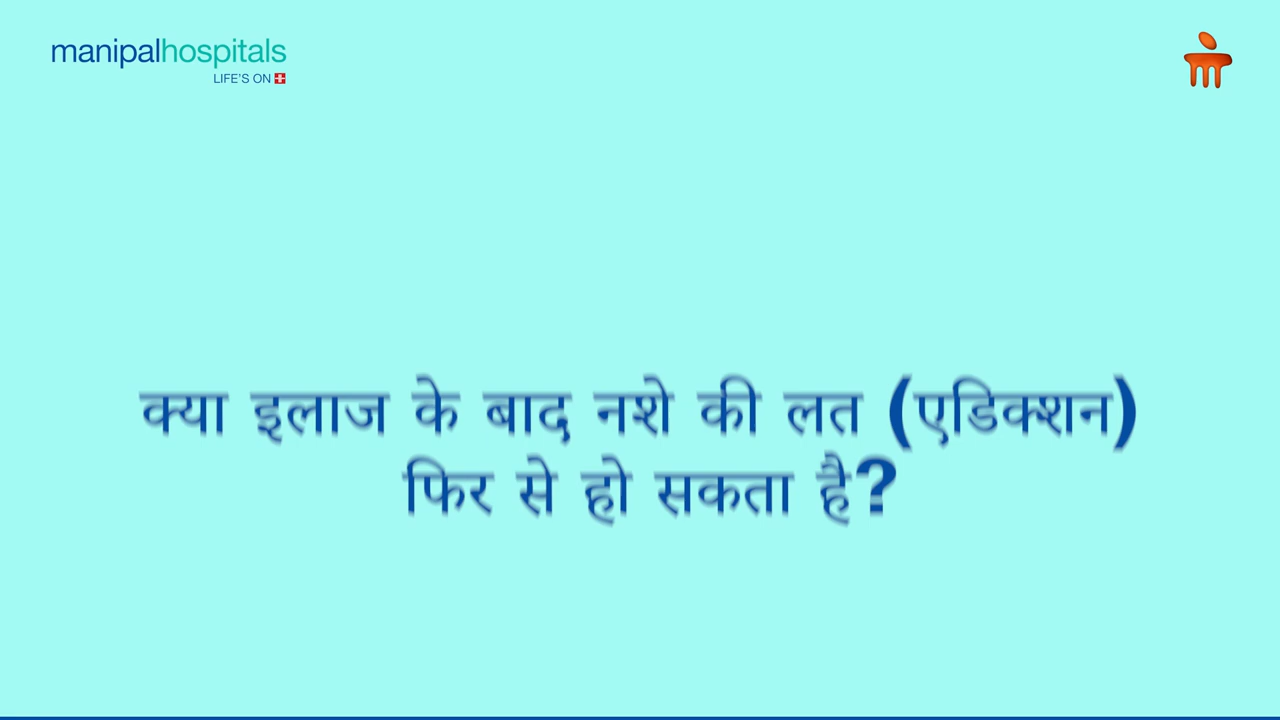 manipalhospitals
LIFE'S ON
क्या इलाज के बाद नशे की लत (एडिक्शन)
फिर से हो सकता है?